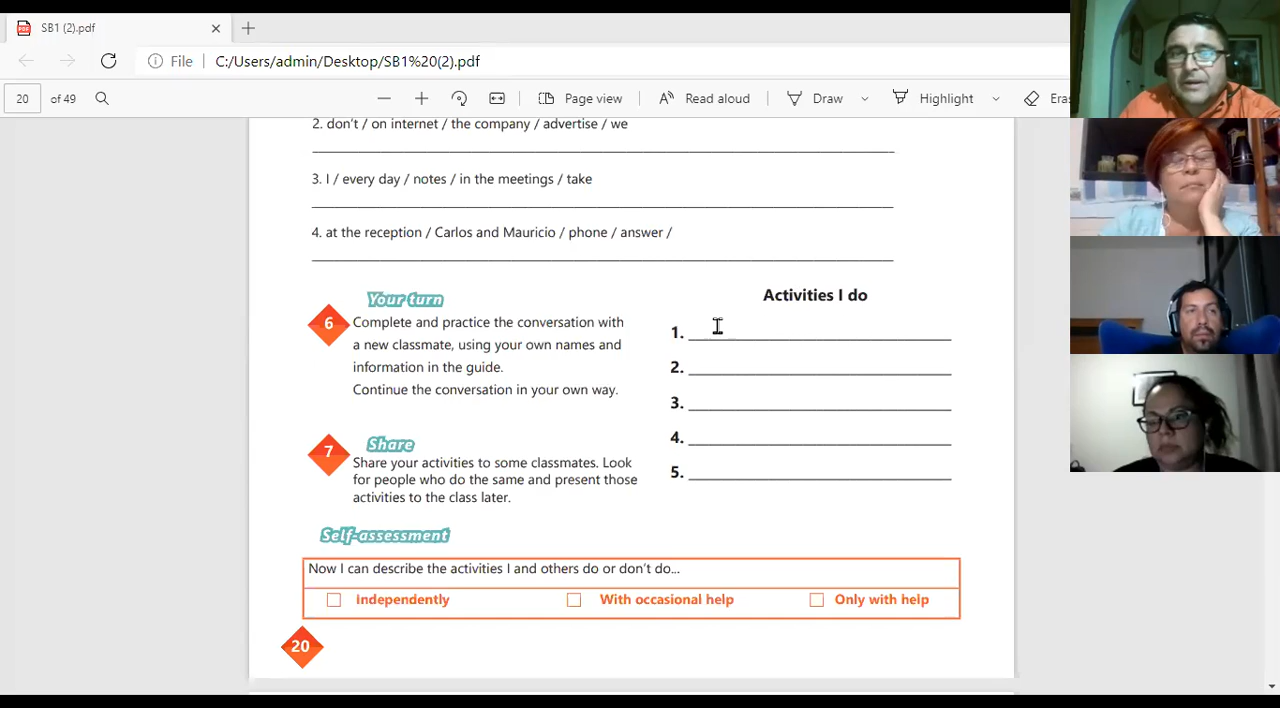 SB1 (2).pdf
File
C:/Users/admin/Desktop/SB1%20(2).pdf
20 of 49
Page view
Read aloud
Draw
Highlight
Eras
2. don't / on internet / the company / advertise / we
3. I / every day / notes / in the meetings / take
4. at the reception / Carlos and Mauricio / phone / answer /
6
Your turn
Complete and practice the conversation with
a new classmate, using your own names and
information in the guide.
Continue the conversation in your own way.
7
Share
Share your activities to some classmates. Look
for people who do the same and present those
activities to the class later.
Activities I do
1.
2.
3.
4.
5.
Self-assessment
Now I can describe the activities I and others do or don't do...
Independently
With occasional help
Only with help
20